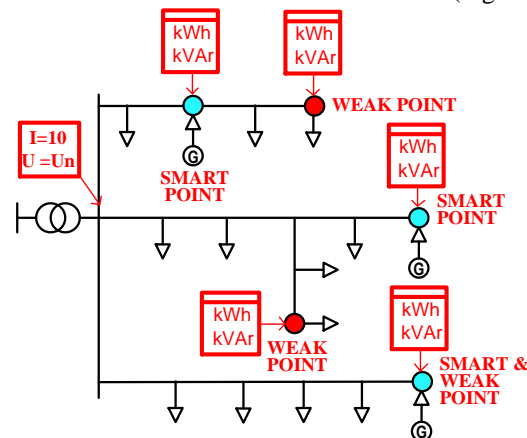 (
kWh
kVAr
kWh
kVAr
WEAK POINT
I=10
U =Un
G
SMART
POINT
kWh
kVAr
SMART
POINT
G
kWh
kVAr
WEAK
POINT
kWh
kVAr
SMART &
WEAK
POINT
G